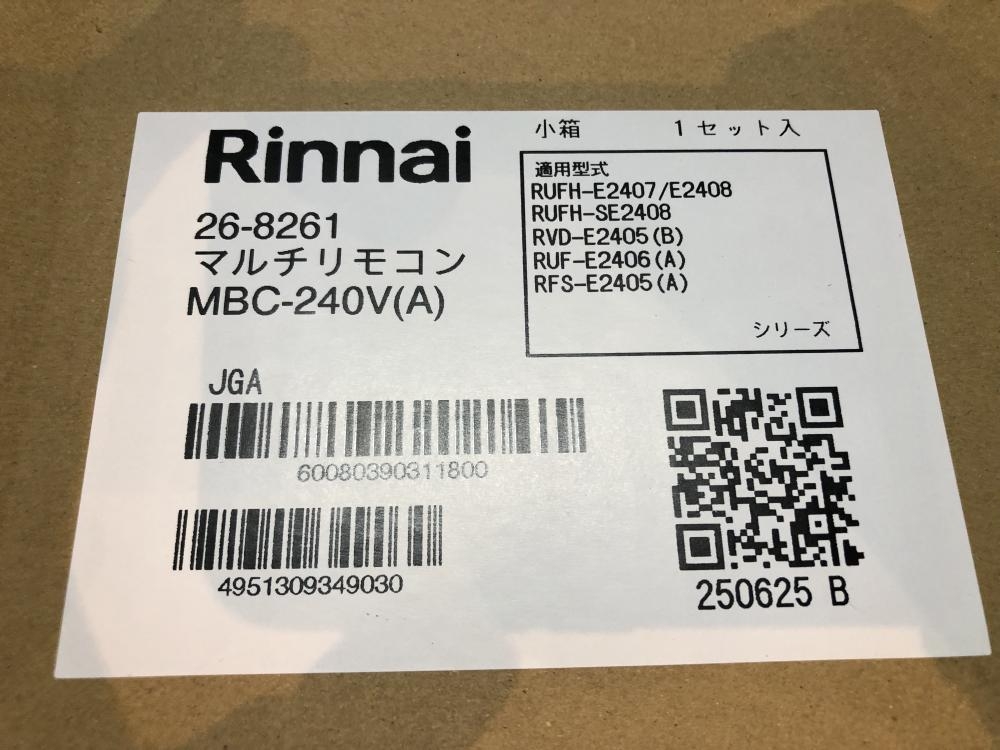 Rinnai
26-8261
マルチリモコン
MBC-240V(A)
小箱 1セット入
適用型式
RUFH-E2407/E2408
RUFH-SE2408
RVD-E2405(B)
RUF-E2406(A)
RFS-E2405(A)
シリーズ
JGA
60080390311800
4951309349030
250625 B